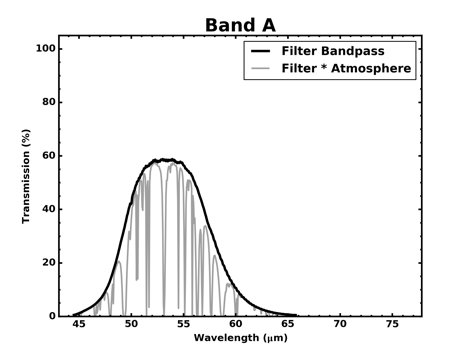 Band A
Filter Bandpass
Filter * Atmosphere
Transmission (%)
100
80
60
40
20
0
45 50 55 60 65 70 75
Wavelength (μm)